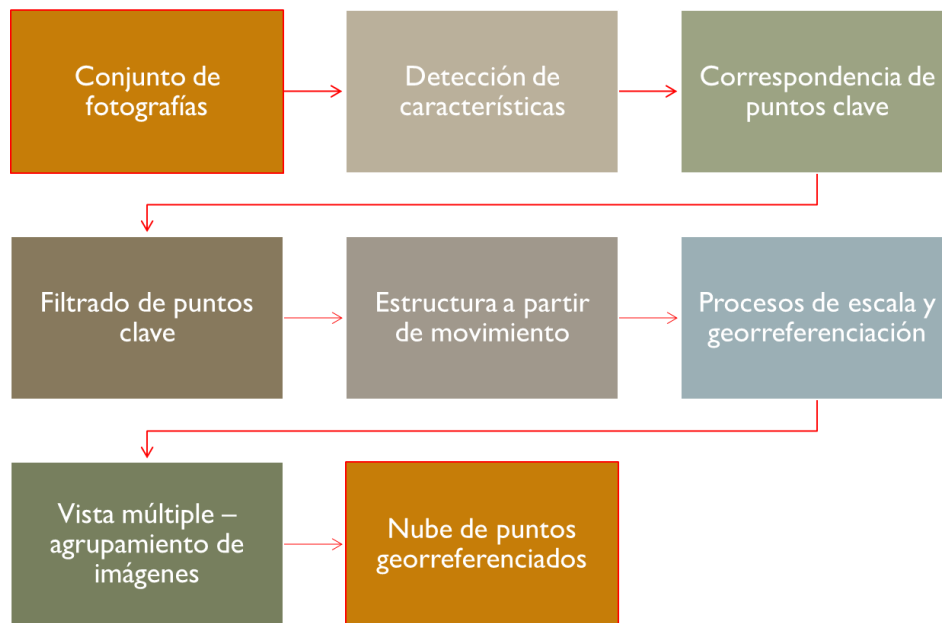 Conjunto de
fotografías
Detección de
características
Correspondencia de
puntos clave
Filtrado de puntos
clave
Estructura a partir
de movimiento
Procesos de escala y
georreferenciación
Vista múltiple –
agrupamiento de
imágenes
Nube de puntos
georreferenciados